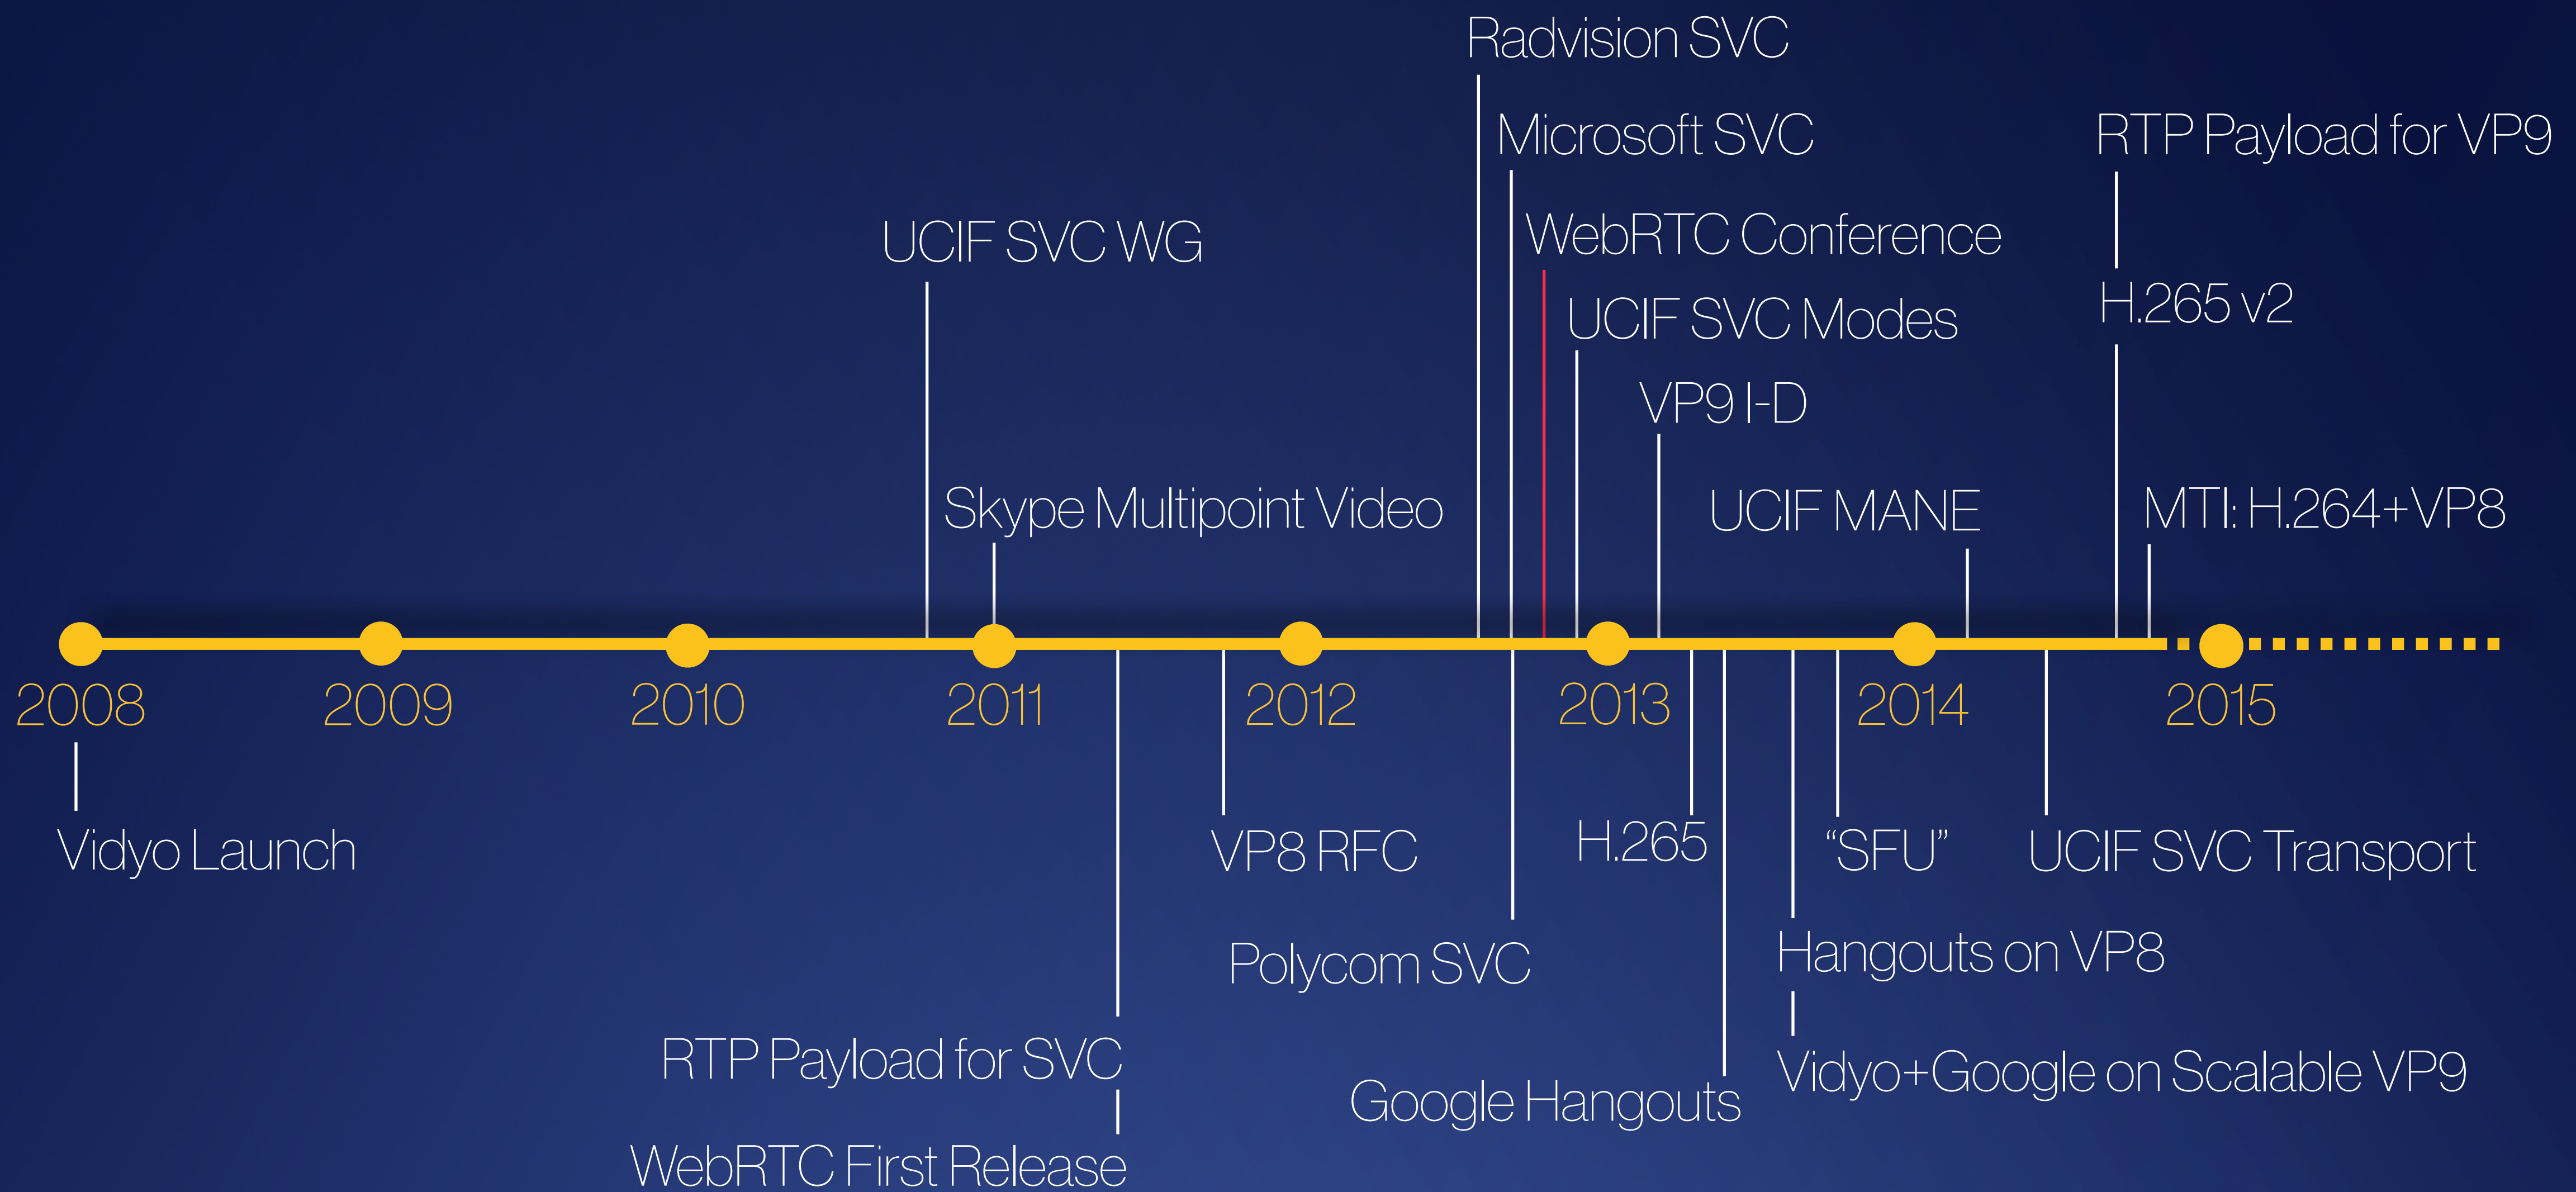 Radvision SVC
Microsoft SVC
RTP Payload for VP9
UCIF SVC WG
WebRTC Conference
H.265 v2
UCIF SVC Modes
VP9 I-D
Skype Multipoint Video
UCIF MANE
MTI: H.264+VP8
2008
2009
2010
2011
2012
2013
2014
2015
Vidyo Launch
VP8 RFC
H.265
“SFU”
UCIF SVC Transport
Polycom SVC
Hangouts on VP8
RTP Payload for SVC
Google Hangouts
Vidyo+Google on Scalable VP9
WebRTC First Release